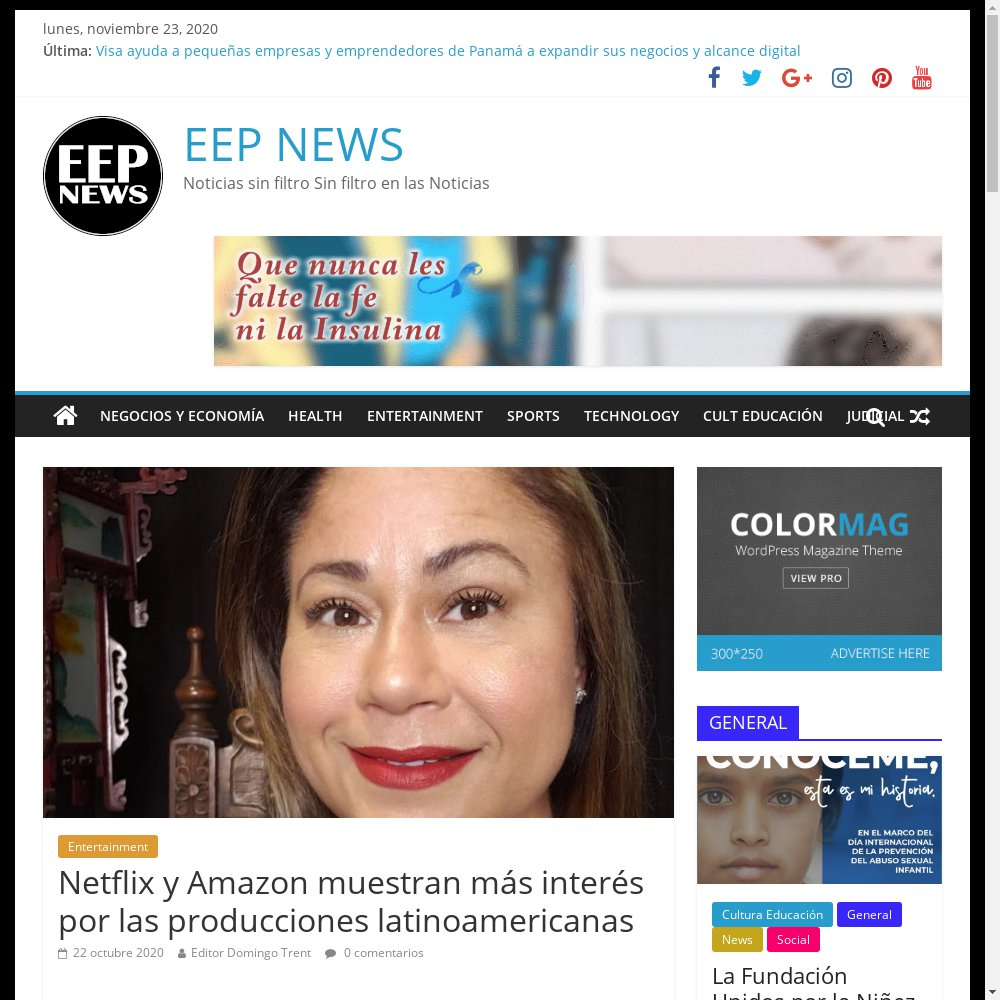 lunes, noviembre 23, 2020
Última: Visa ayuda a pequeñas empresas y emprendedores de Panamá a expandir sus negocios y alcance digital
You
Tube
EEP
NEWS
EEP NEWS
Noticias sin filtro Sin filtro en las Noticias
Que nunca les
falte la fe
ni la Insulina
NEGOCIOS Y ECONOMÍA HEALTH ENTERTAINMENT SPORTS TECHNOLOGY CULT EDUCACIÓN JUDICIAL
COLORMAG
WordPress Magazine Theme
VIEW PRO
300*250 ADVERTISE HERE
GENERAL
CONOCEME,
esta es mi historia.
EN EL MARCO DEL
DÍA INTERNACIONAL
DE LA PREVENCIÓN
DEL ABUSO SEXUAL
INFANTIL
Entertainment
Netflix y Amazon muestran más interés
por las producciones latinoamericanas
22 octubre 2020 Editor Domingo Trent 0 comentarios
Cultura Educación General
News Social
La Fundación
Unidos por la Niñez